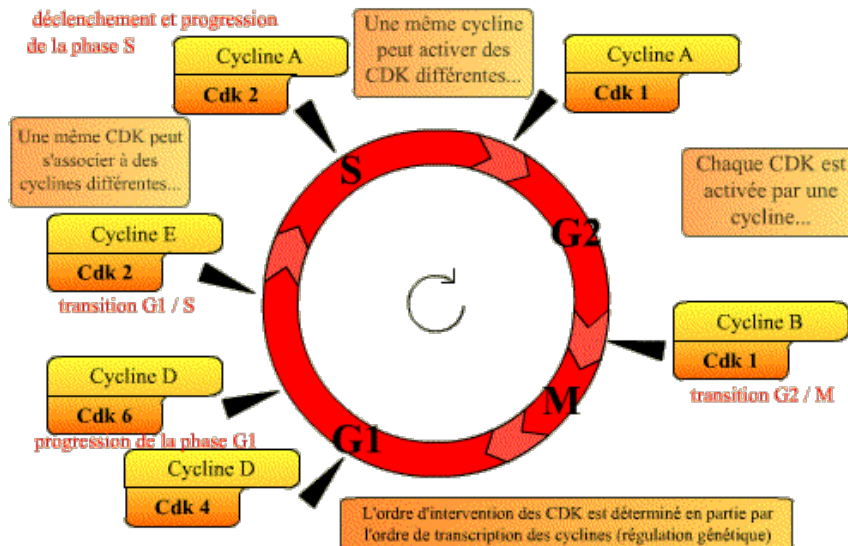 déclenchement et progression
de la phase S
Cycline A
Cdk 2
Une même cycline
peut activer des
CDK différentes...
Cycline A
Cdk 1
Une même CDK peut
s'associer à des
cyclines différentes...
Chaque CDK est
activée par une
cycline...
S
G2
Cycline E
Cdk 2
transition G1 / S
Cycline B
Cdk 1
transition G2 / M
Cycline D
Cdk 6
progression de la phase G1
M
G1
Cycline D
Cdk 4
L'ordre d'intervention des CDK est déterminé en partie par
l'ordre de transcription des cyclines (régulation génétique)